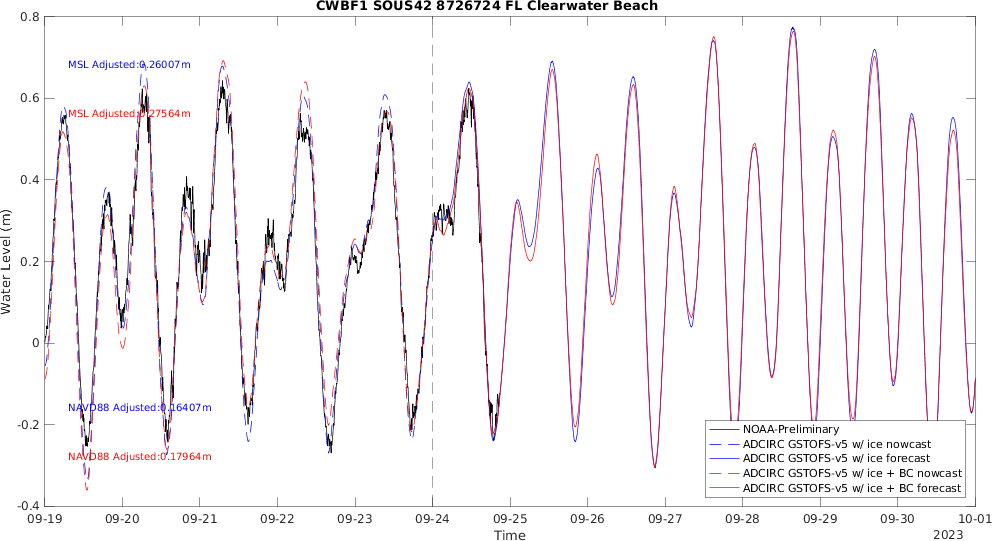 CWBF1 SOUS42 8726724 FL Clearwater Beach
0.8
0.6
0.4
0.2
0
-0.2
-0.4
Water Level (m)
MSL Adjusted:0.26007m
MSL Adjusted:0.27564m
NAVD88 Adjusted:0.16407m
NAVD88 Adjusted:0.17964m
NOAA-Preliminary
ADCIRC GSTOFS-v5 w/ ice nowcast
ADCIRC GSTOFS-v5 w/ ice forecast
ADCIRC GSTOFS-v5 w/ ice + BC nowcast
ADCIRC GSTOFS-v5 w/ ice + BC forecast
09-19 09-20 09-21 09-22 09-23 09-24 09-25 09-26 09-27 09-28 09-29 09-30 10-01
Time
2023